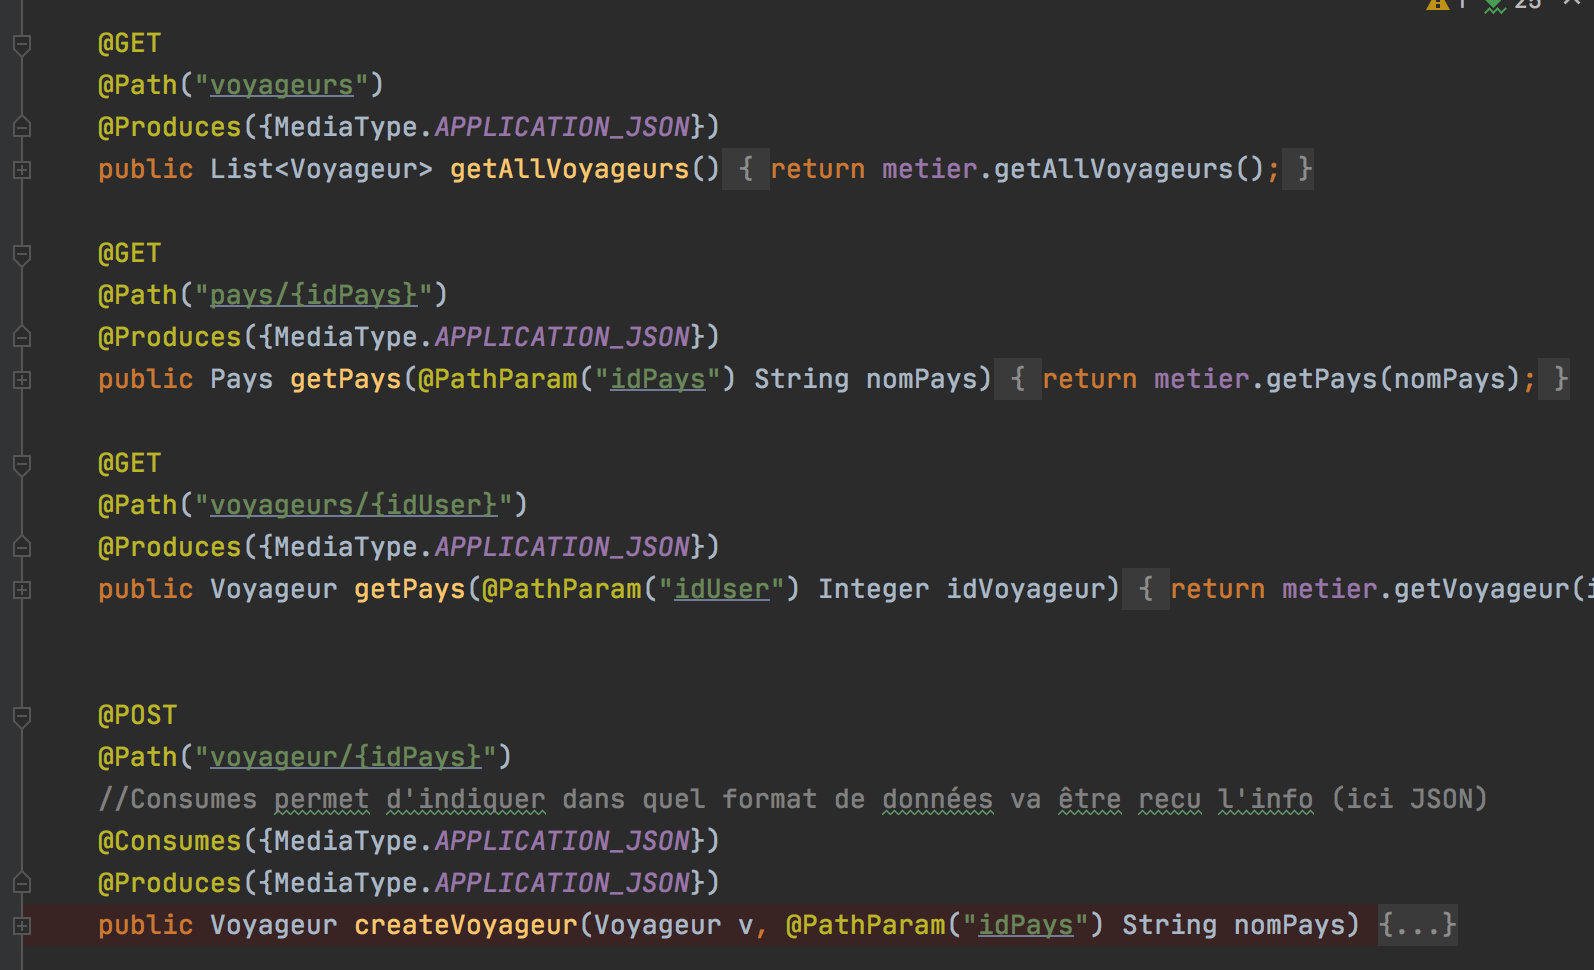 1 25
@GET
@Path("voyageurs")
@Produces({MediaType.APPLICATION_JSON})
public List<Voyageur> getAllVoyageurs() { return metier.getAllVoyageurs(); }
@GET
@Path("pays/{idPays}")
@Produces({MediaType.APPLICATION_JSON})
public Pays getPays(@PathParam("idPays") String nomPays) { return metier.getPays(nomPays); }
@GET
@Path("voyageurs/{idUser}")
@Produces({MediaType.APPLICATION_JSON})
public Voyageur getPays(@PathParam("idUser") Integer idVoyageur) { return metier.getVoyageur(
@POST
@Path("voyageur/{idPays}")
//Consumes permet d'indiquer dans quel format de données va être recu l'info (ici JSON)
@Consumes({MediaType.APPLICATION_JSON})
@Produces({MediaType.APPLICATION_JSON})
public Voyageur createVoyageur(Voyageur v, @PathParam("idPays") String nomPays) {...}